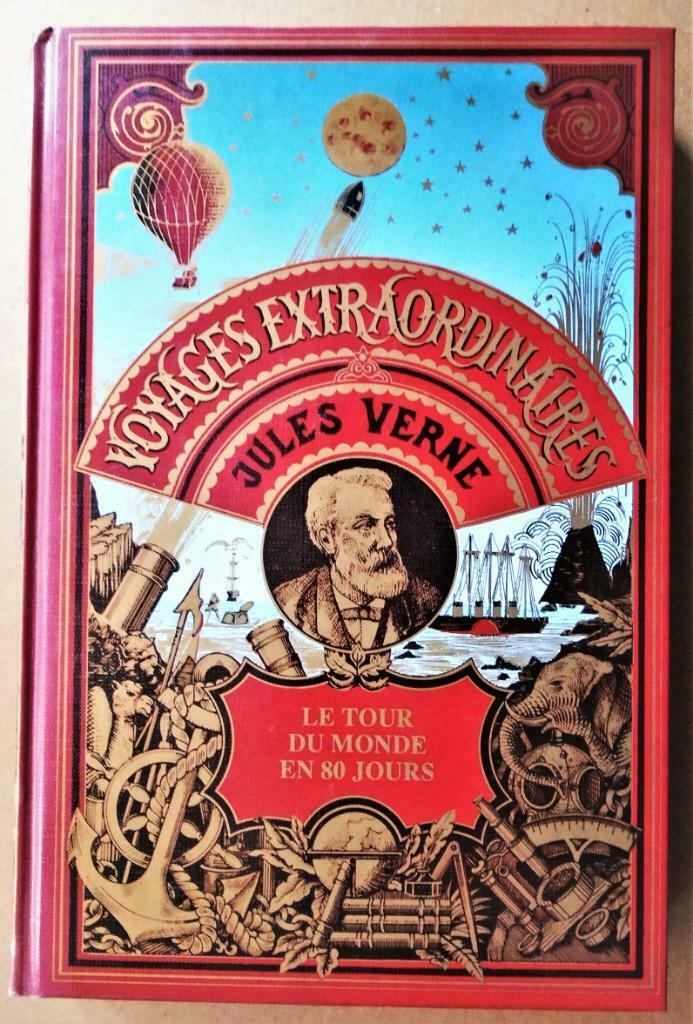 VOYAGES EXTRAORDINAIRES
JULES VERNE
LE TOUR
DU MONDE
EN 80 JOURS